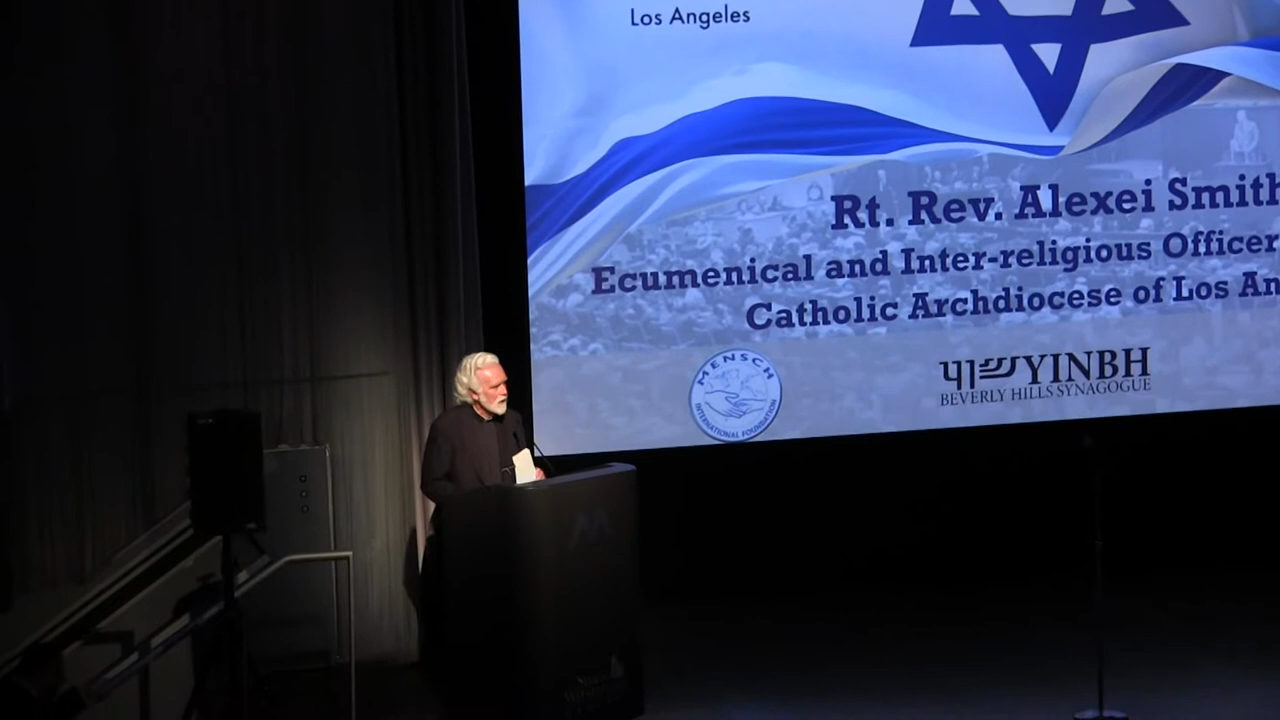 Los Angeles
Rt. Rev. Alexei Smith
Ecumenical and Inter-religious Officer
Catholic Archdiocese of Los An
MENSCH
INTERNATIONAL FOUNDATION
YINBH
BEVERLY HILLS SYNAGOGUE